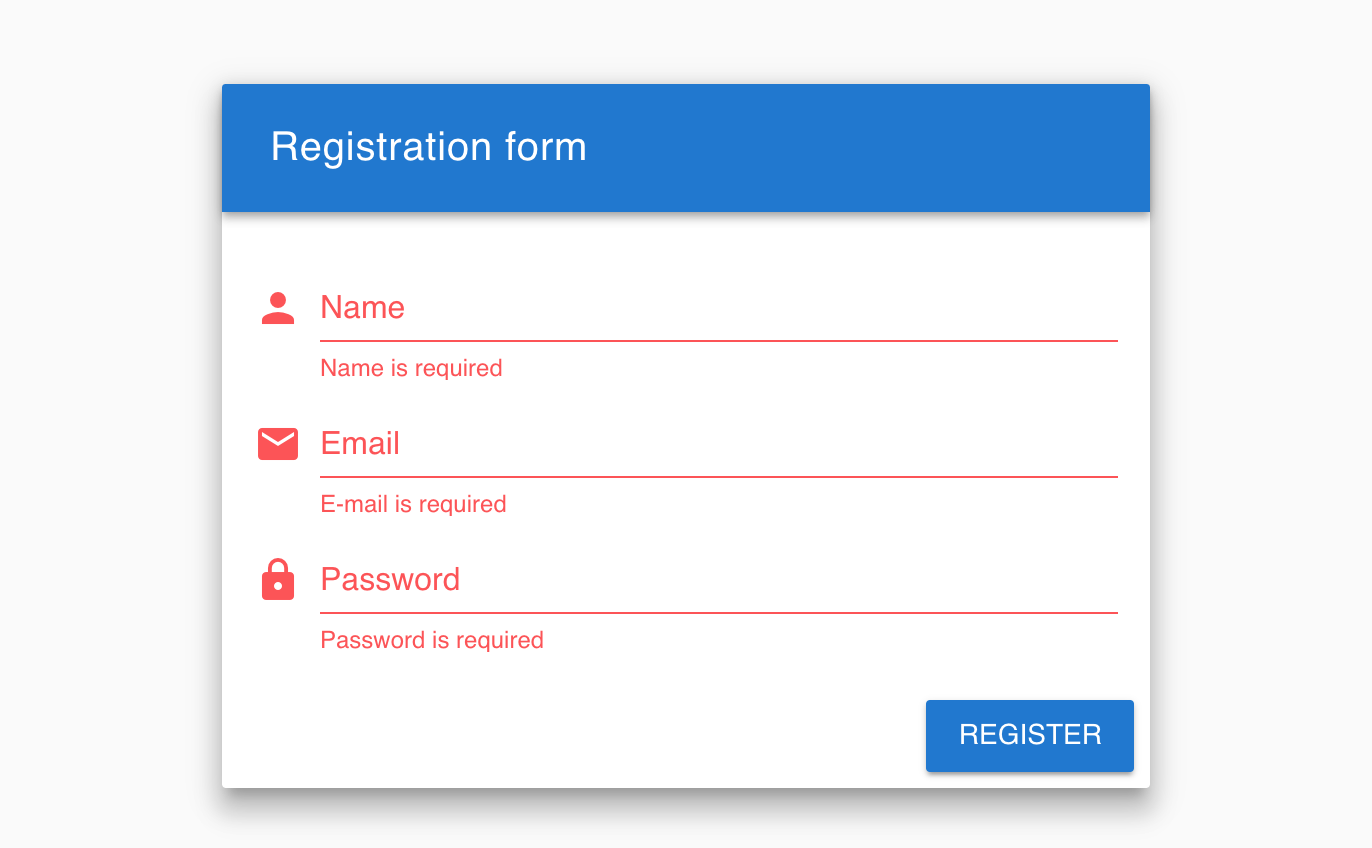 Registration form
Name
Name is required
Email
E-mail is required
Password
Password is required
REGISTER